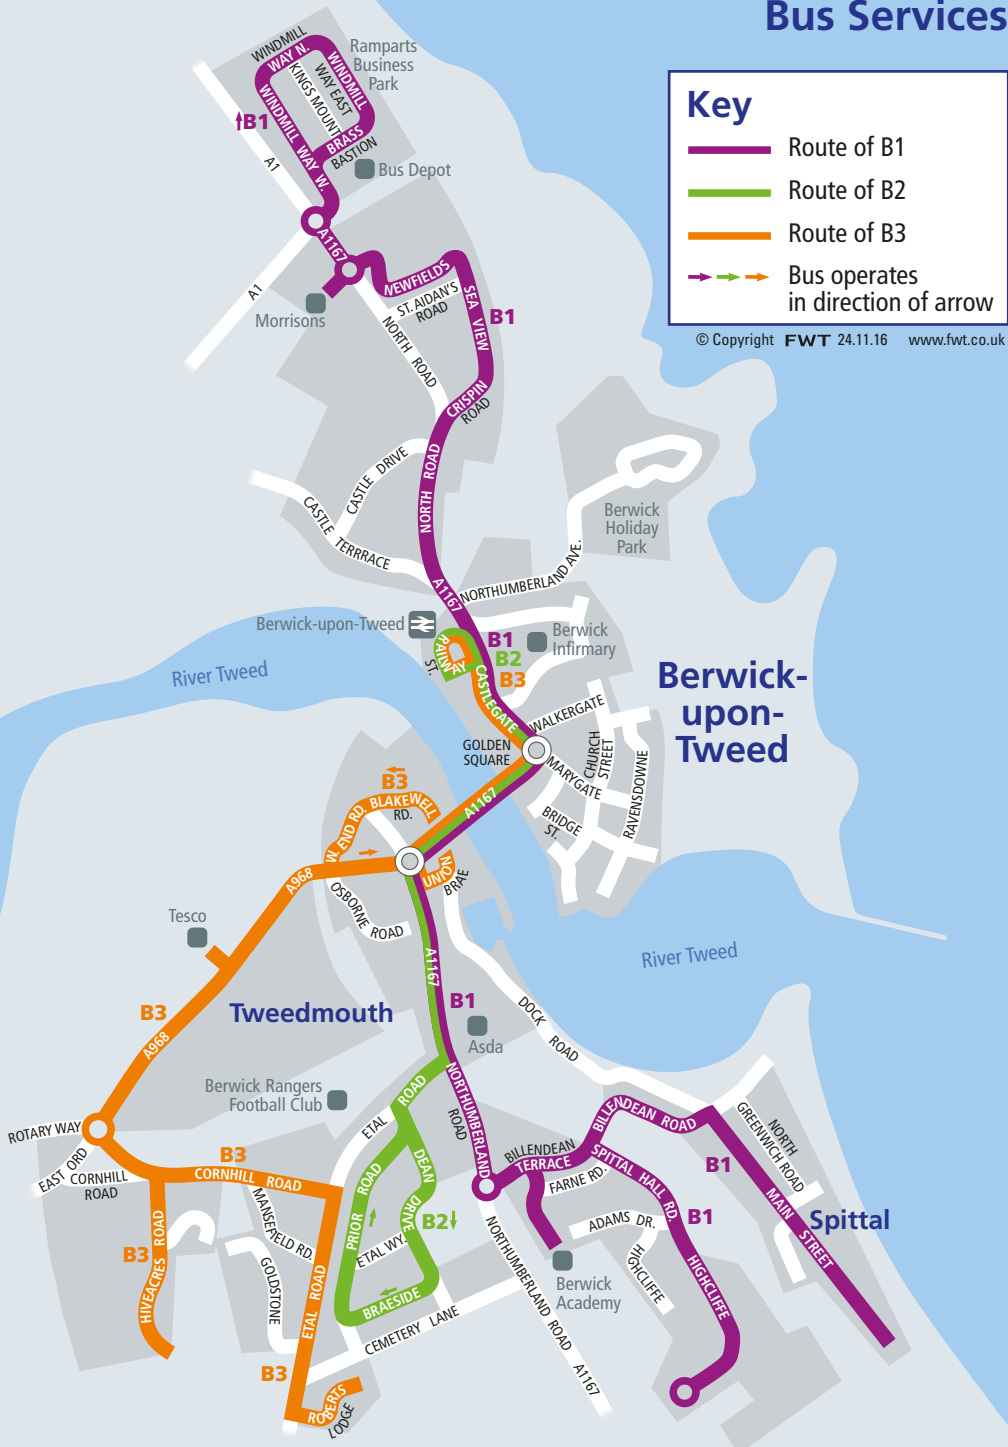 Bus Services
Key
Route of B1
Route of B2
Route of B3
Bus operates
in direction of arrow
© Copyright FWT 24.11.16 www.fwt.co.uk
WINDMILL
WAY N.
Ramparts
Business
Park
WINDMILL
WAY EAST
KINGS MOUNT
WINDMILL WAY W.
BRASS
BASTION
B1
A1
Bus Depot
A1167
A1
Morrisons
NEWFIELDS
ST. AIDAN'S
ROAD
SEA VIEW
B1
NORTH ROAD
CRISPIN
ROAD
CASTLE DRIVE
NORTH ROAD
CASTLE TERRRACE
Berwick
Holiday
Park
A1167
NORTHUMBERLAND AVE.
Berwick-upon-Tweed
RAILWAY
ST.
B1
B2
B3
Berwick
Infirmary
River Tweed
CASTLEGATE
Berwick-
upon-
Tweed
WALKERGATE
GOLDEN
SQUARE
CHURCH
STREET
MARYGATE
RAVENSDOWNE
BRIDGE
ST.
B3
BLAKEWELL
RD.
W. END RD.
A1167
A968
UNION
BRAE
OSBORNE ROAD
Tesco
A1167
River Tweed
B3
Tweedmouth
B1
A968
Asda
DOCK ROAD
Berwick Rangers
Football Club
ROTARY WAY
EAST ORD
CORNHILL
ROAD
B3
CORNHILL ROAD
ETAL ROAD
NORTHUMBERLAND
ROAD
BILLENDEAN
TERRACE
BILLENDEAN ROAD
NORTH
GREENWICH ROAD
B1
MAIN STREET
Spittal
SPITTAL HALL RD.
FARNE RD.
ADAMS DR.
B1
HIGHCLIFFE
HIGHCLIFFE
PRIOR ROAD
DEAN DRIVE
B2
ETAL WY.
BRAESIDE
MANSEFIELD RD.
GOLDSTONE
HIVEACRES ROAD
B3
ETAL ROAD
CEMETERY LANE
Berwick
Academy
NORTHUMBERLAND ROAD A1167
B3
ROBERTS
LODGE